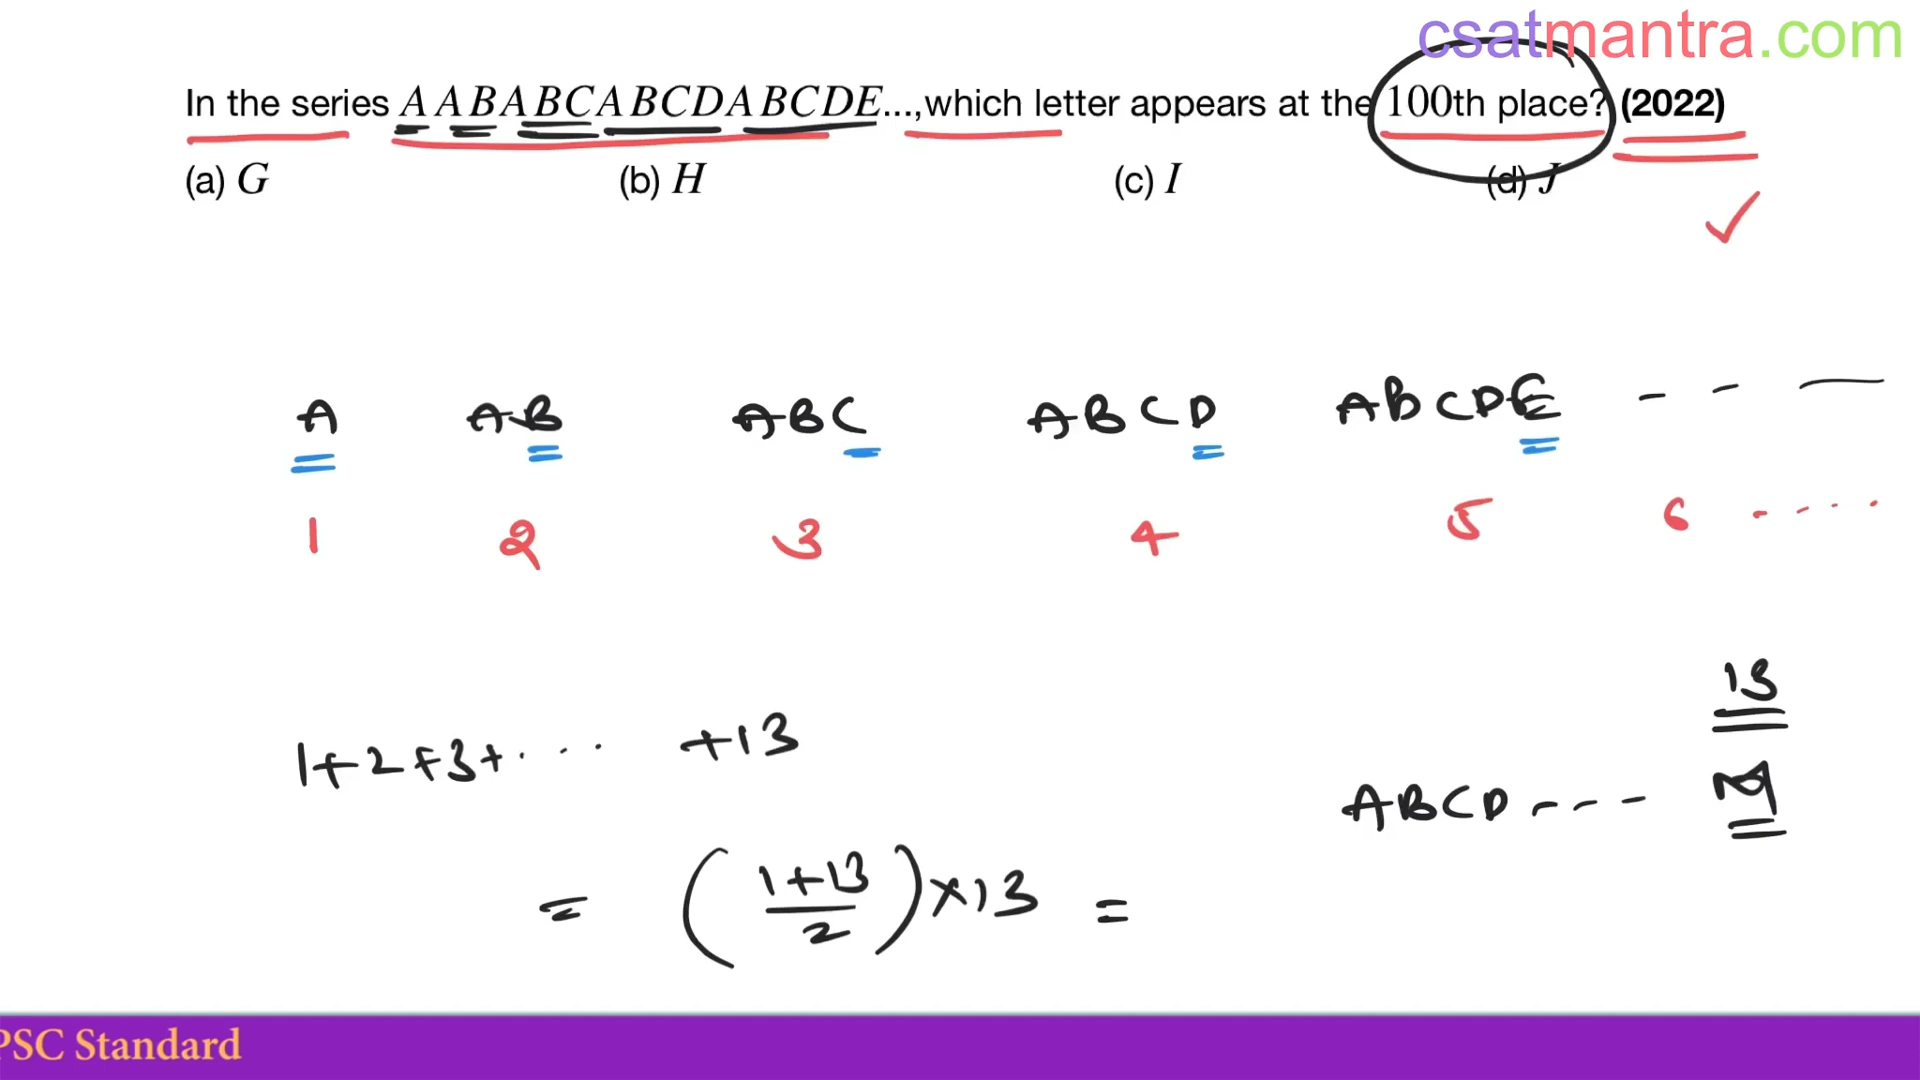 csatmantra.com
In the series A A B A B C A B C D A B C D E...,which letter appears at the 100th place? (2022)
(a) G (b) H (c) I (d) J
A AB ABC ABCD ABCDE - - —
1 2 3 4 5 6 .....
13
1+2+3+... +13
ABCD --- M
= (1+13/2)×13 =
PSC Standard